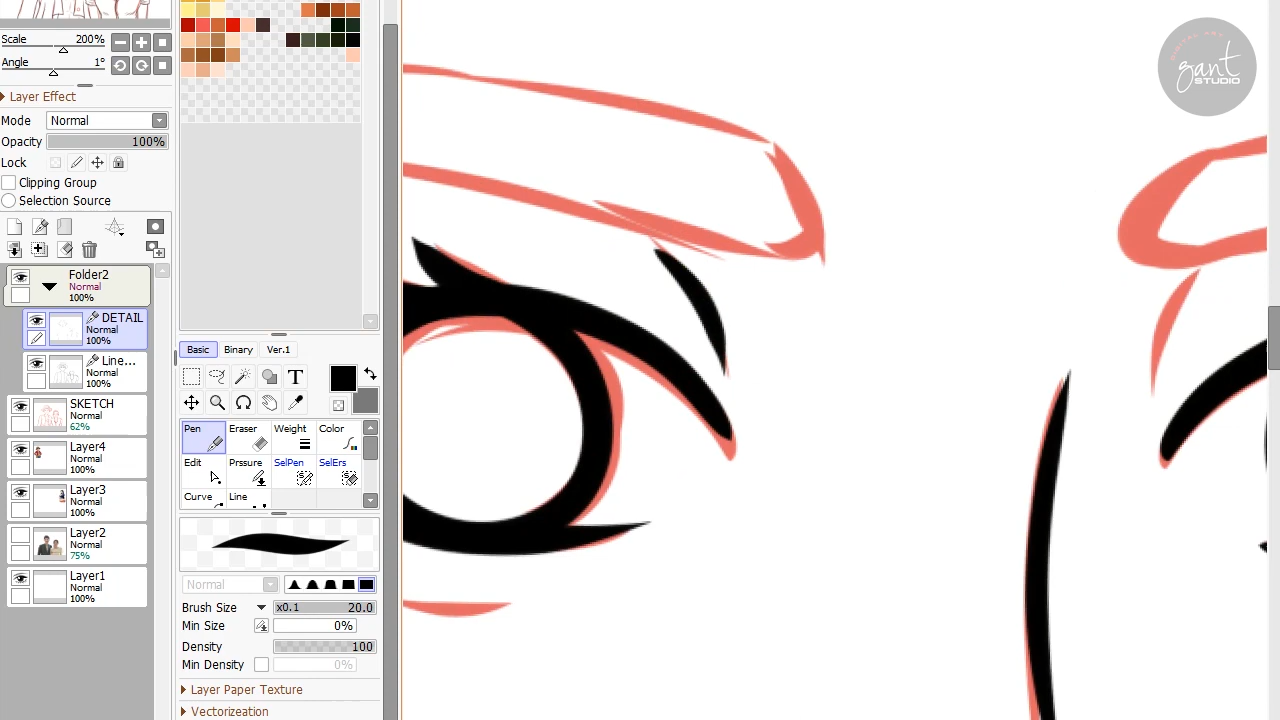 Scale 200%
Angle 1°
Layer Effect
Mode Normal
Opacity 100%
Lock
Clipping Group
Selection Source
Folder2
Normal
100%
DETAIL
Normal
100%
Line...
Normal
100%
SKETCH
Normal
62%
Layer4
Normal
100%
Layer3
Normal
100%
Layer2
Normal
75%
Layer1
Normal
100%
Basic Binary Ver.1
T
Pen Eraser Weight Color
Edit Prssure SelPen SelErs
Curve Line
Normal
Brush Size x0.1 20.0
Min Size 0%
Density 100
Min Density 0%
Layer Paper Texture
Vectorizeation
DIGITAL ART
gant
STUDIO